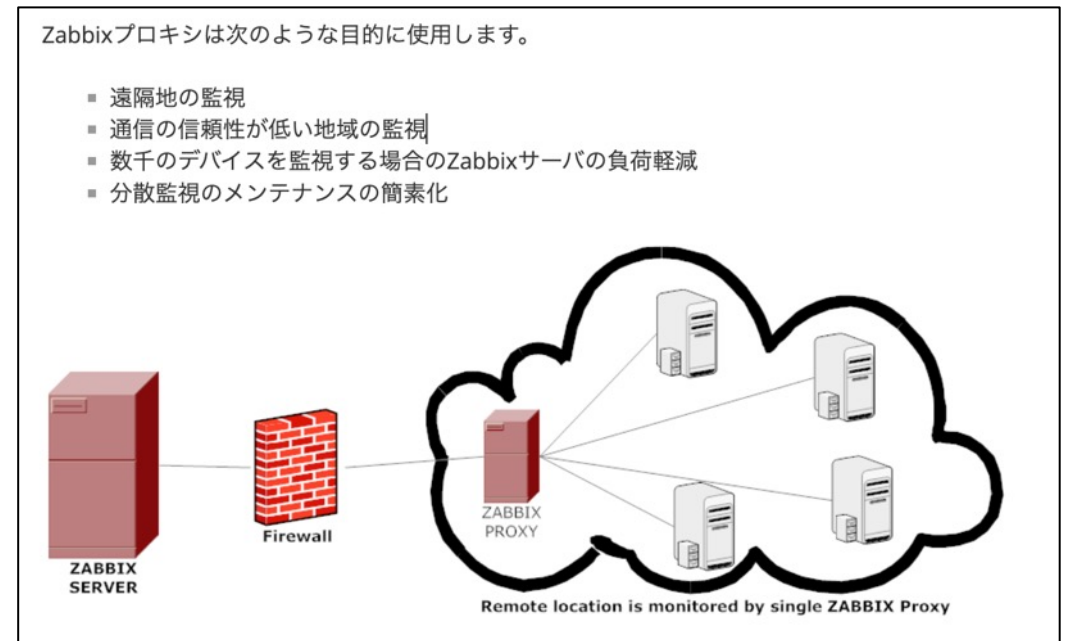 Zabbixプロキシは次のような目的に使用します。
遠隔地の監視
通信の信頼性が低い地域の監視
数千のデバイスを監視する場合のZabbixサーバの負荷軽減
分散監視のメンテナンスの簡素化
ZABBIX
SERVER
Firewall
ZABBIX
PROXY
Remote location is monitored by single ZABBIX Proxy